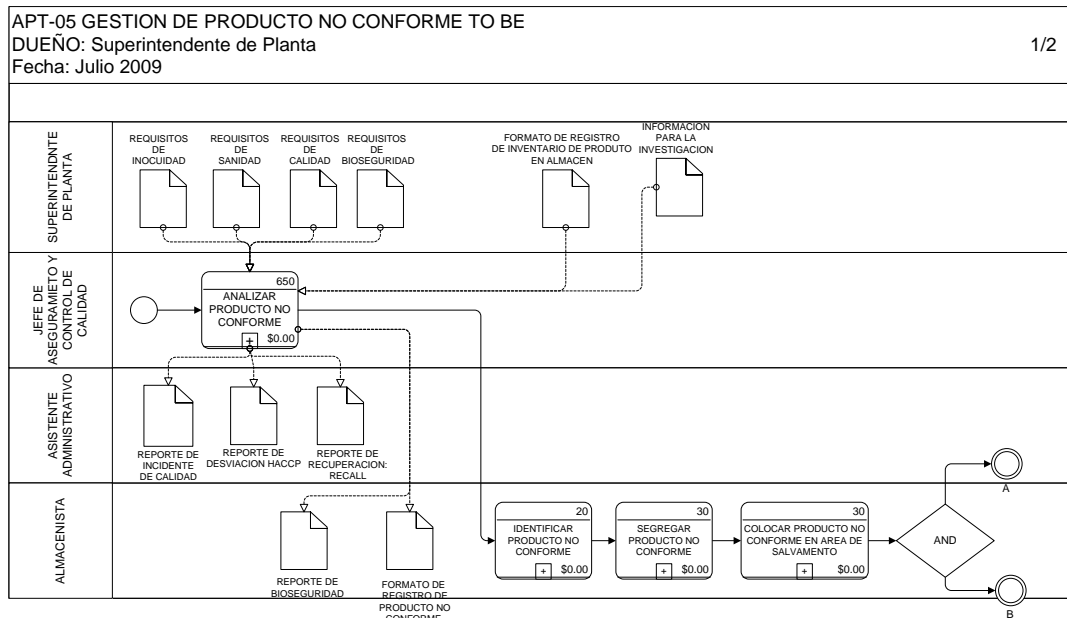 APT-05 GESTION DE PRODUCTO NO CONFORME TO BE
DUEÑO: Superintendente de Planta
1/2
Fecha: Julio 2009
SUPERINTENDNTE
DE PLANTA
REQUISITOS
DE
INOCUIDAD
REQUISITOS
DE
SANIDAD
REQUISITOS
DE
CALIDAD
REQUISITOS
DE
BIOSEGURIDAD
FORMATO DE REGISTRO
DE INVENTARIO DE PRODUTO
EN ALMACEN
INFORMACION
PARA LA
INVESTIGACION
JEFE DE
ASEGURAMIETO Y
CONTROL DE
CALIDAD
650
ANALIZAR
PRODUCTO NO
CONFORME
+
$0.00
ASISTENTE
ADMINISTRATIVO
REPORTE DE
INCIDENTE
DE CALIDAD
REPORTE DE
DESVIACION HACCP
REPORTE DE
RECUPERACION:
RECALL
A
ALMACENISTA
REPORTE DE
BIOSEGURIDAD
FORMATO DE
REGISTRO DE
PRODUCTO NO
CONFORME
20
IDENTIFICAR
PRODUCTO NO
CONFORME
+
$0.00
30
SEGREGAR
PRODUCTO NO
CONFORME
+
$0.00
30
COLOCAR PRODUCTO NO
CONFORME EN AREA DE
SALVAMENTO
+
$0.00
AND
B